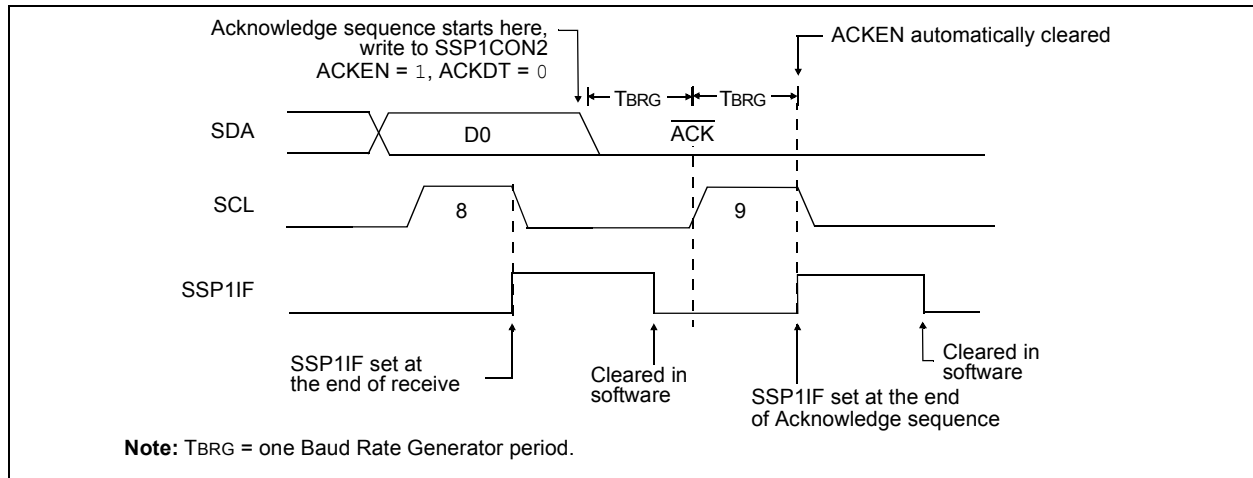 Acknowledge sequence starts here,
write to SSP1CON2
ACKEN = 1, ACKDT = 0
ACKEN automatically cleared
TBRG
TBRG
SDA
D0
ACK
SCL
8
9
SSP1IF
SSP1IF set at
the end of receive
Cleared in
software
SSP1IF set at the end
of Acknowledge sequence
Cleared in
software
Note: TBRG = one Baud Rate Generator period.